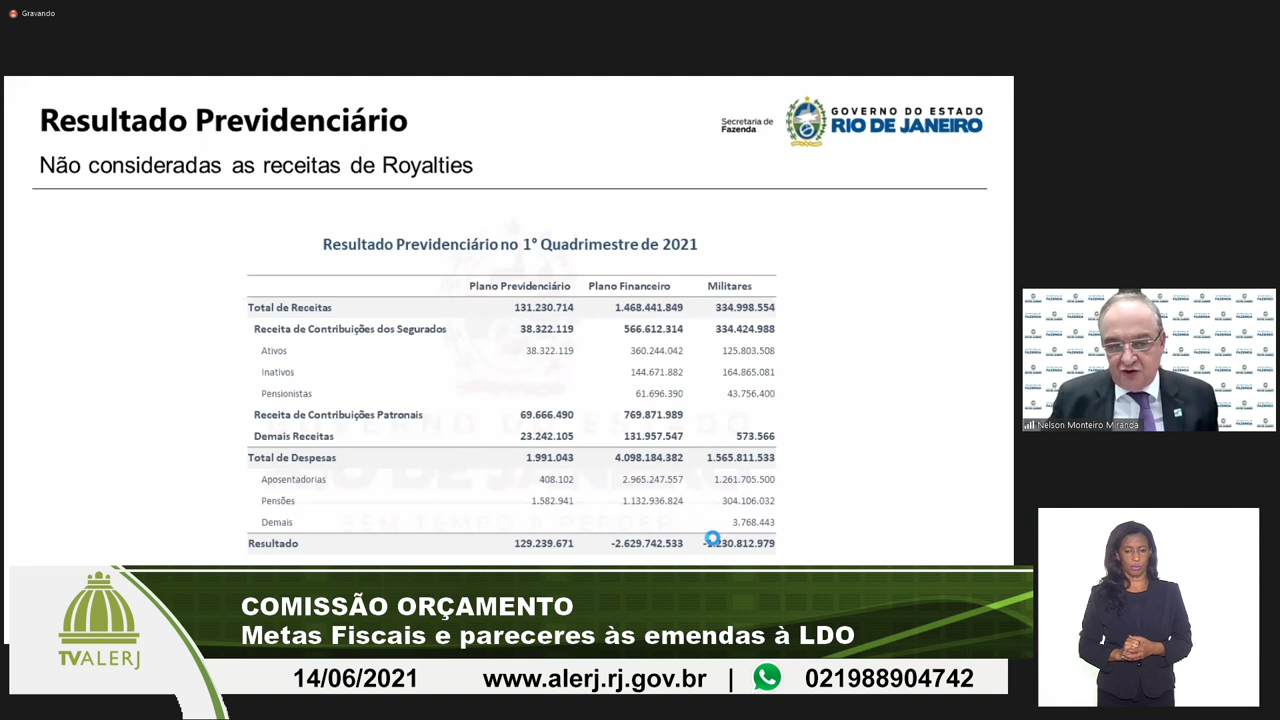 Gravando
Resultado Previdenciário
Não consideradas as receitas de Royalties
Secretaria de
Fazenda
GOVERNO DO ESTADO
RIO DE JANEIRO
Resultado Previdenciário no 1° Quadrimestre de 2021
Plano Previdenciário Plano Financeiro Militares
Total de Receitas 131.230.714 1.468.441.849 334.998.554
Receita de Contribuições dos Segurados 38.322.119 566.612.314 334.424.988
Ativos 38.322.119 360.244.042 125.803.508
Inativos 144.671.882 164.865.081
Pensionistas 61.696.390 43.756.400
Receita de Contribuições Patronais 69.666.490 769.871.989
Demais Receitas 23.242.105 131.957.547 573.566
Total de Despesas 1.991.043 4.098.184.382 1.565.811.533
Aposentadorias 408.102 2.965.247.557 1.261.705.500
Pensões 1.582.941 1.132.936.824 304.106.032
Demais 3.768.443
Resultado 129.239.671 -2.629.742.533
Nelson Monteiro Miranda
TVALERJ
COMISSÃO ORÇAMENTO
Metas Fiscais e pareceres às emendas à LDO
14/06/2021 www.alerj.rj.gov.br | 021988904742